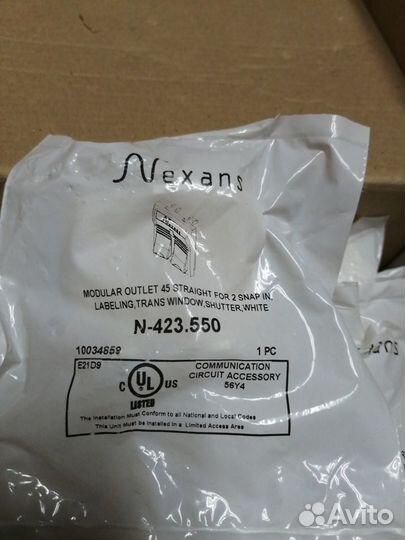 Nexans
MODULAR OUTLET 45 STRAIGHT FOR 2 SNAP IN,
LABELING,TRANS WINDOW,SHUTTER,WHITE
N-423.550
10034859 1 PC
E21D9
C UL US
LISTED
COMMUNICATION
CIRCUIT ACCESSORY
56Y4
The Installation Must Conform to all National and Local Codes
This Unit Must be Installed in a Limited Access Area
Avito